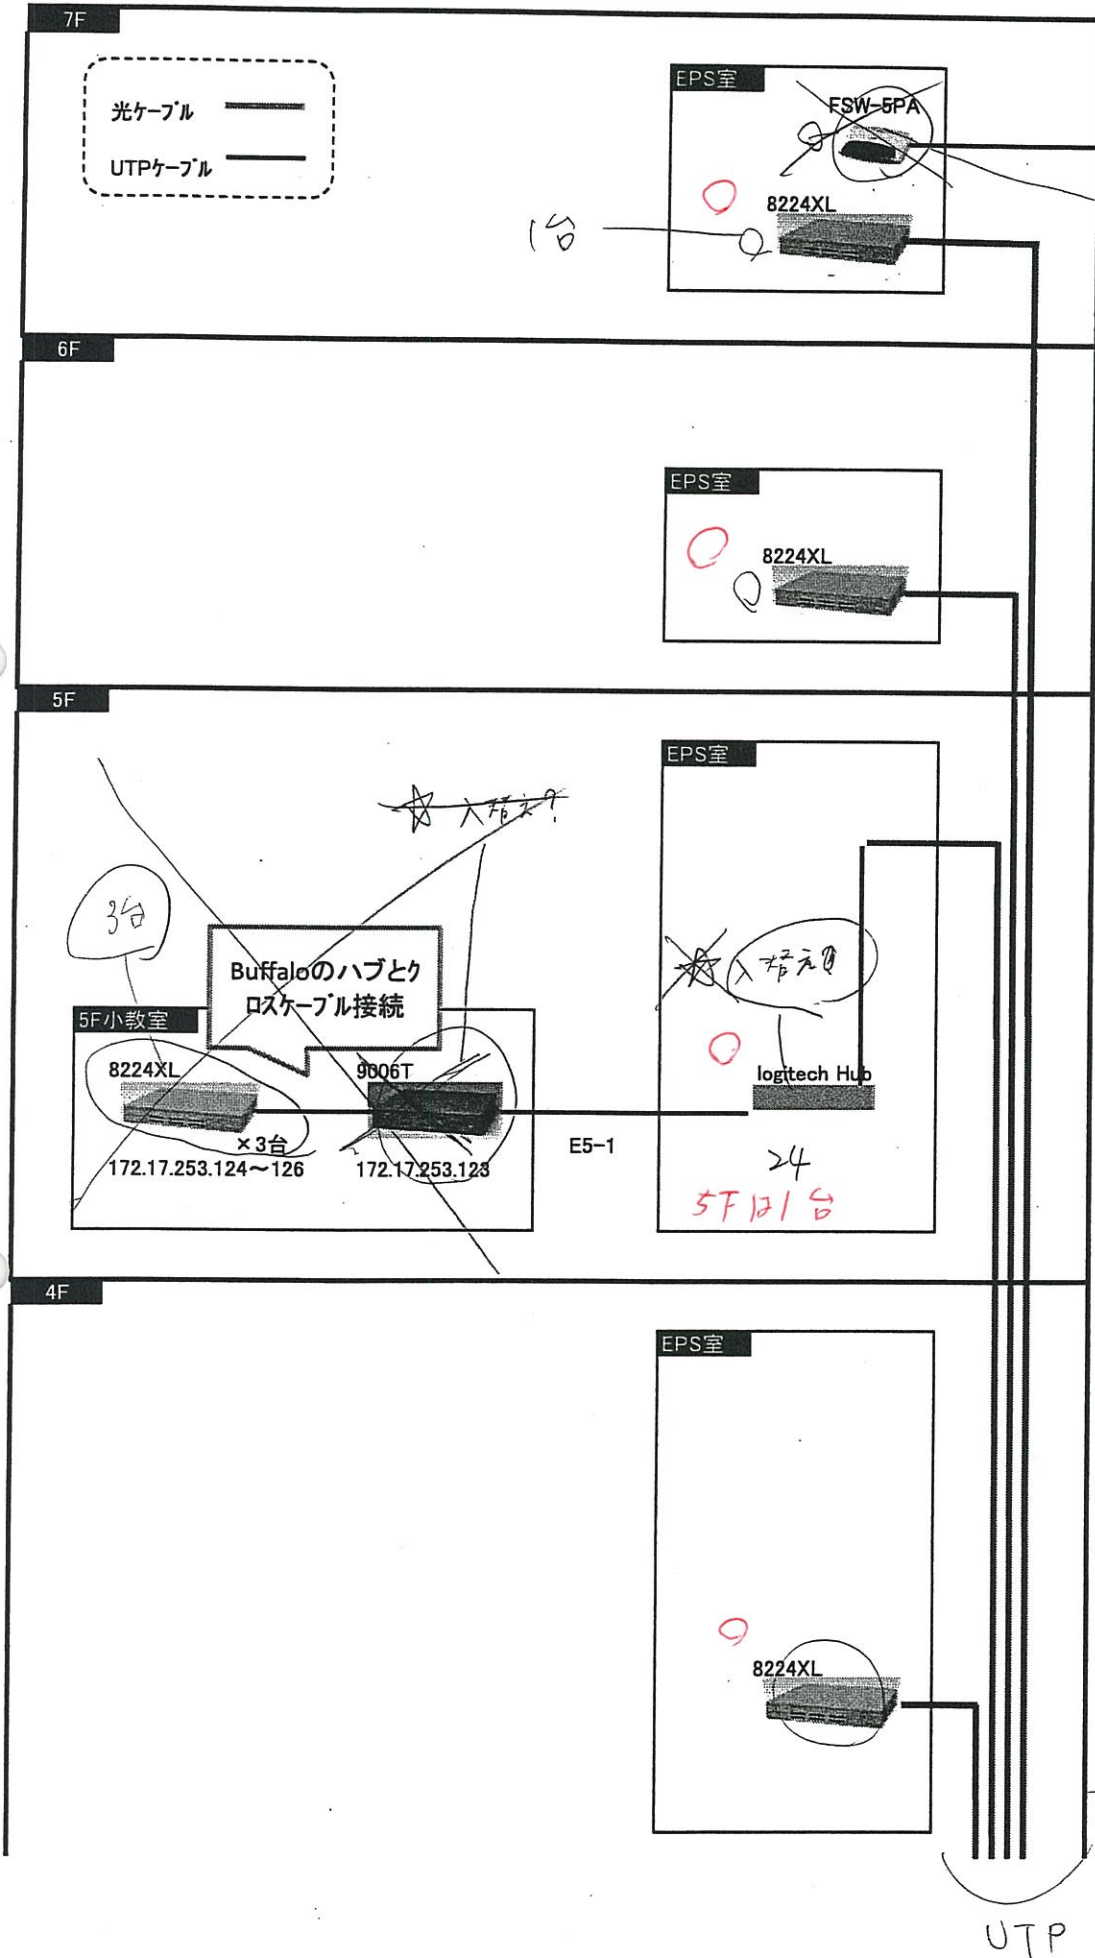 7F
光ケーブル
UTPケーブル
EPS室
FSW-5PA
8224XL
1台
6F
EPS室
8224XL
5F
EPS室
☆ 入替え?
3台
Buffaloのハブとク
ロスケーブル接続
☆ 入替え
5F小教室
8224XL
9006T
logitech Hub
×3台
E5-1
172.17.253.124~126
172.17.253.123
24
5Fは1台
4F
EPS室
8224XL
UTP